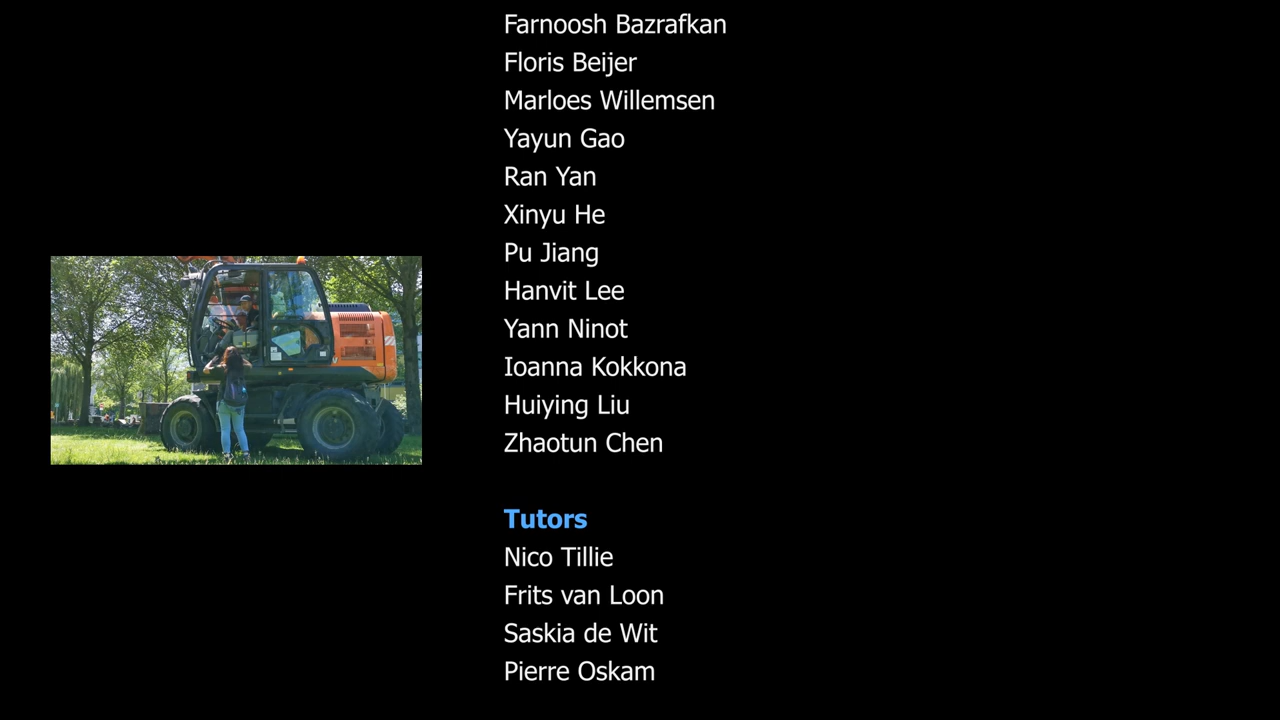 Farnoosh Bazrafkan
Floris Beijer
Marloes Willemsen
Yayun Gao
Ran Yan
Xinyu He
Pu Jiang
Hanvit Lee
Yann Ninot
Ioanna Kokkona
Huiying Liu
Zhaotun Chen
Tutors
Nico Tillie
Frits van Loon
Saskia de Wit
Pierre Oskam